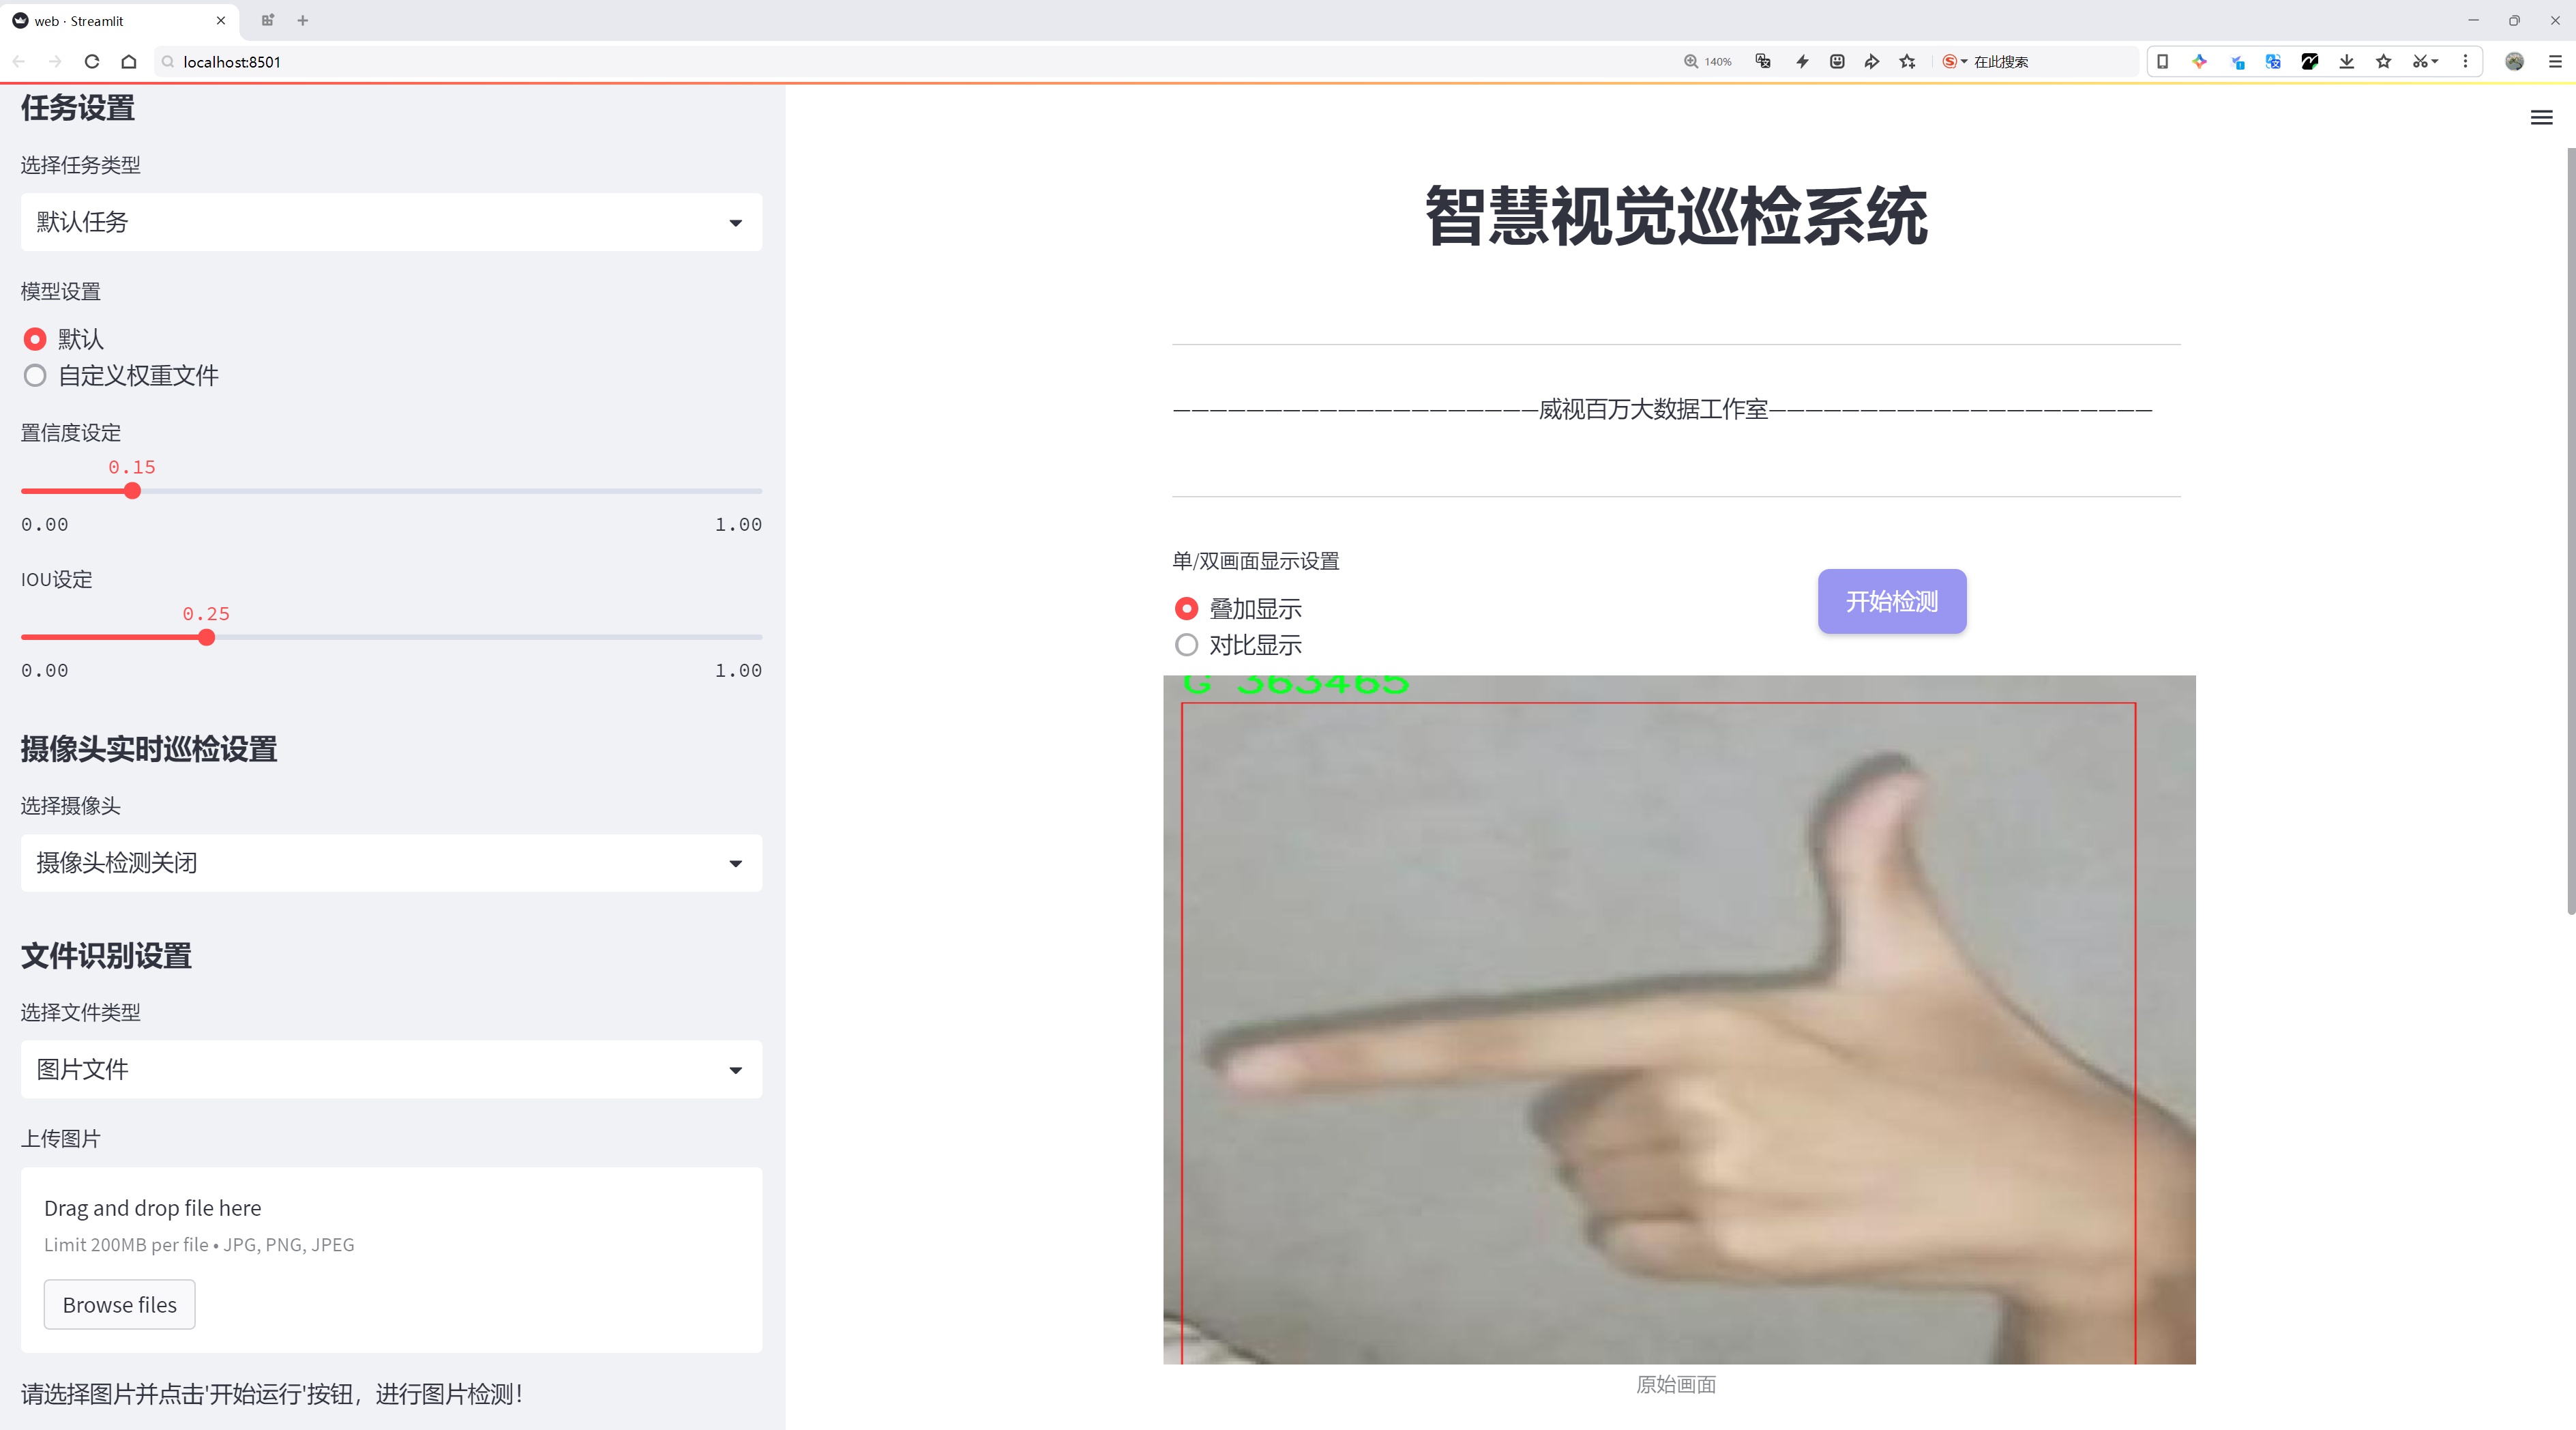 web · Streamlit
localhost:8501
140%
在此搜索
任务设置
选择任务类型
默认任务
模型设置
默认
自定义权重文件
置信度设定
0.15
0.00
1.00
IOU设定
0.25
0.00
1.00
摄像头实时巡检设置
选择摄像头
摄像头检测关闭
文件识别设置
选择文件类型
图片文件
上传图片
Drag and drop file here
Limit 200MB per file • JPG, PNG, JPEG
Browse files
请选择图片并点击'开始运行'按钮，进行图片检测！
智慧视觉巡检系统
————————————————————威视百万大数据工作室—————————————————————
单/双画面显示设置
叠加显示
对比显示
开始检测
G 363465
原始画面